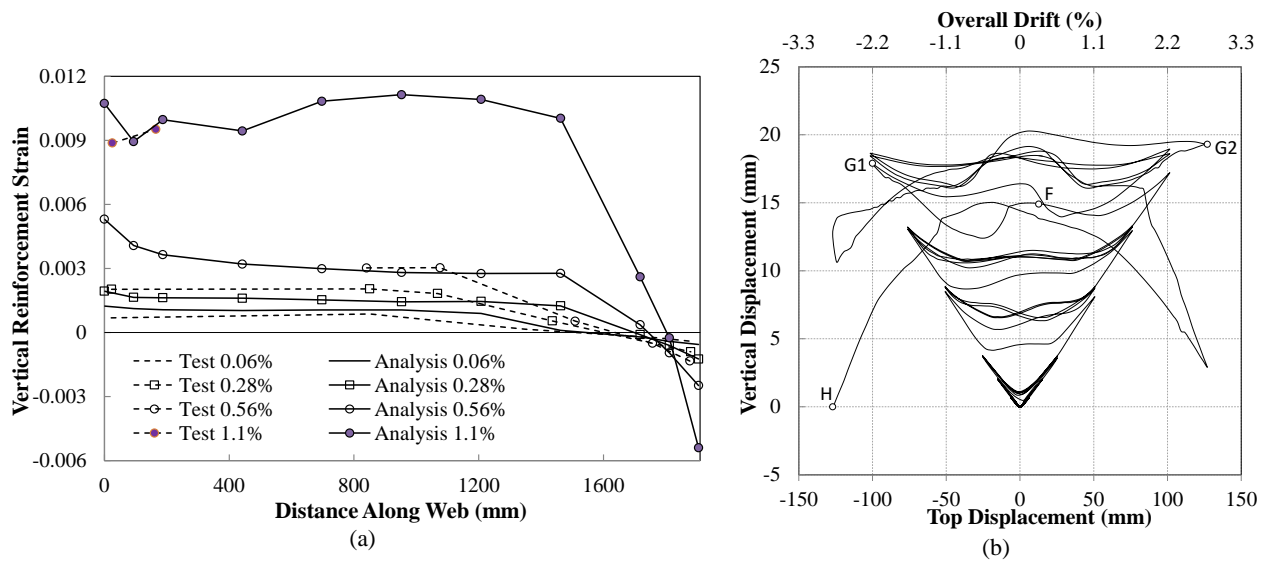 Overall Drift (%)
-3.3 -2.2 -1.1 0 1.1 2.2 3.3
0.012
0.009
0.006
0.003
0
-0.003
-0.006
Vertical Reinforcement Strain
Test 0.06% Analysis 0.06%
Test 0.28% Analysis 0.28%
Test 0.56% Analysis 0.56%
Test 1.1% Analysis 1.1%
0 400 800 1200 1600
Distance Along Web (mm)
(a)
25
20
15
10
5
0
-5
Vertical Displacement (mm)
G1
G2
F
H
-150 -100 -50 0 50 100 150
Top Displacement (mm)
(b)